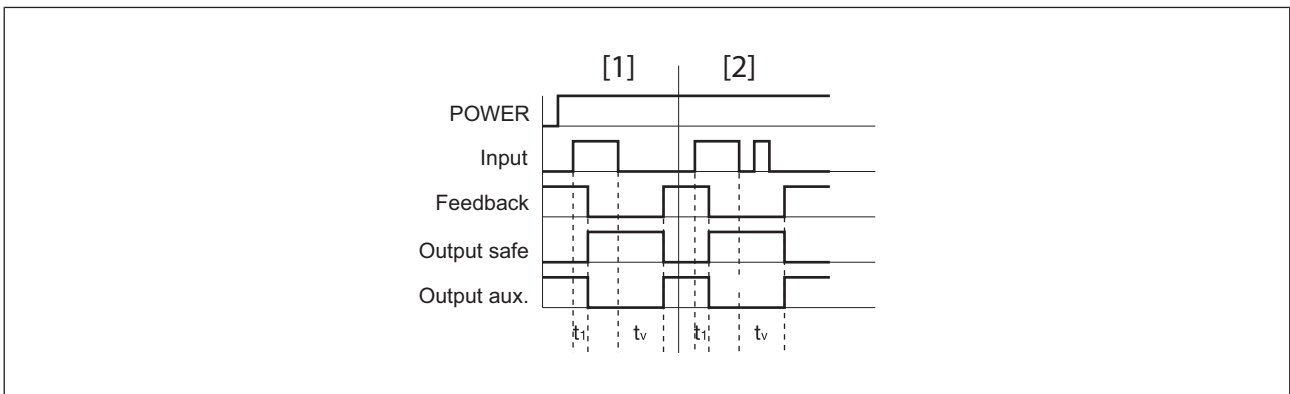 [1] [2]
POWER
Input
Feedback
Output safe
Output aux.
t1 tv t1 tv